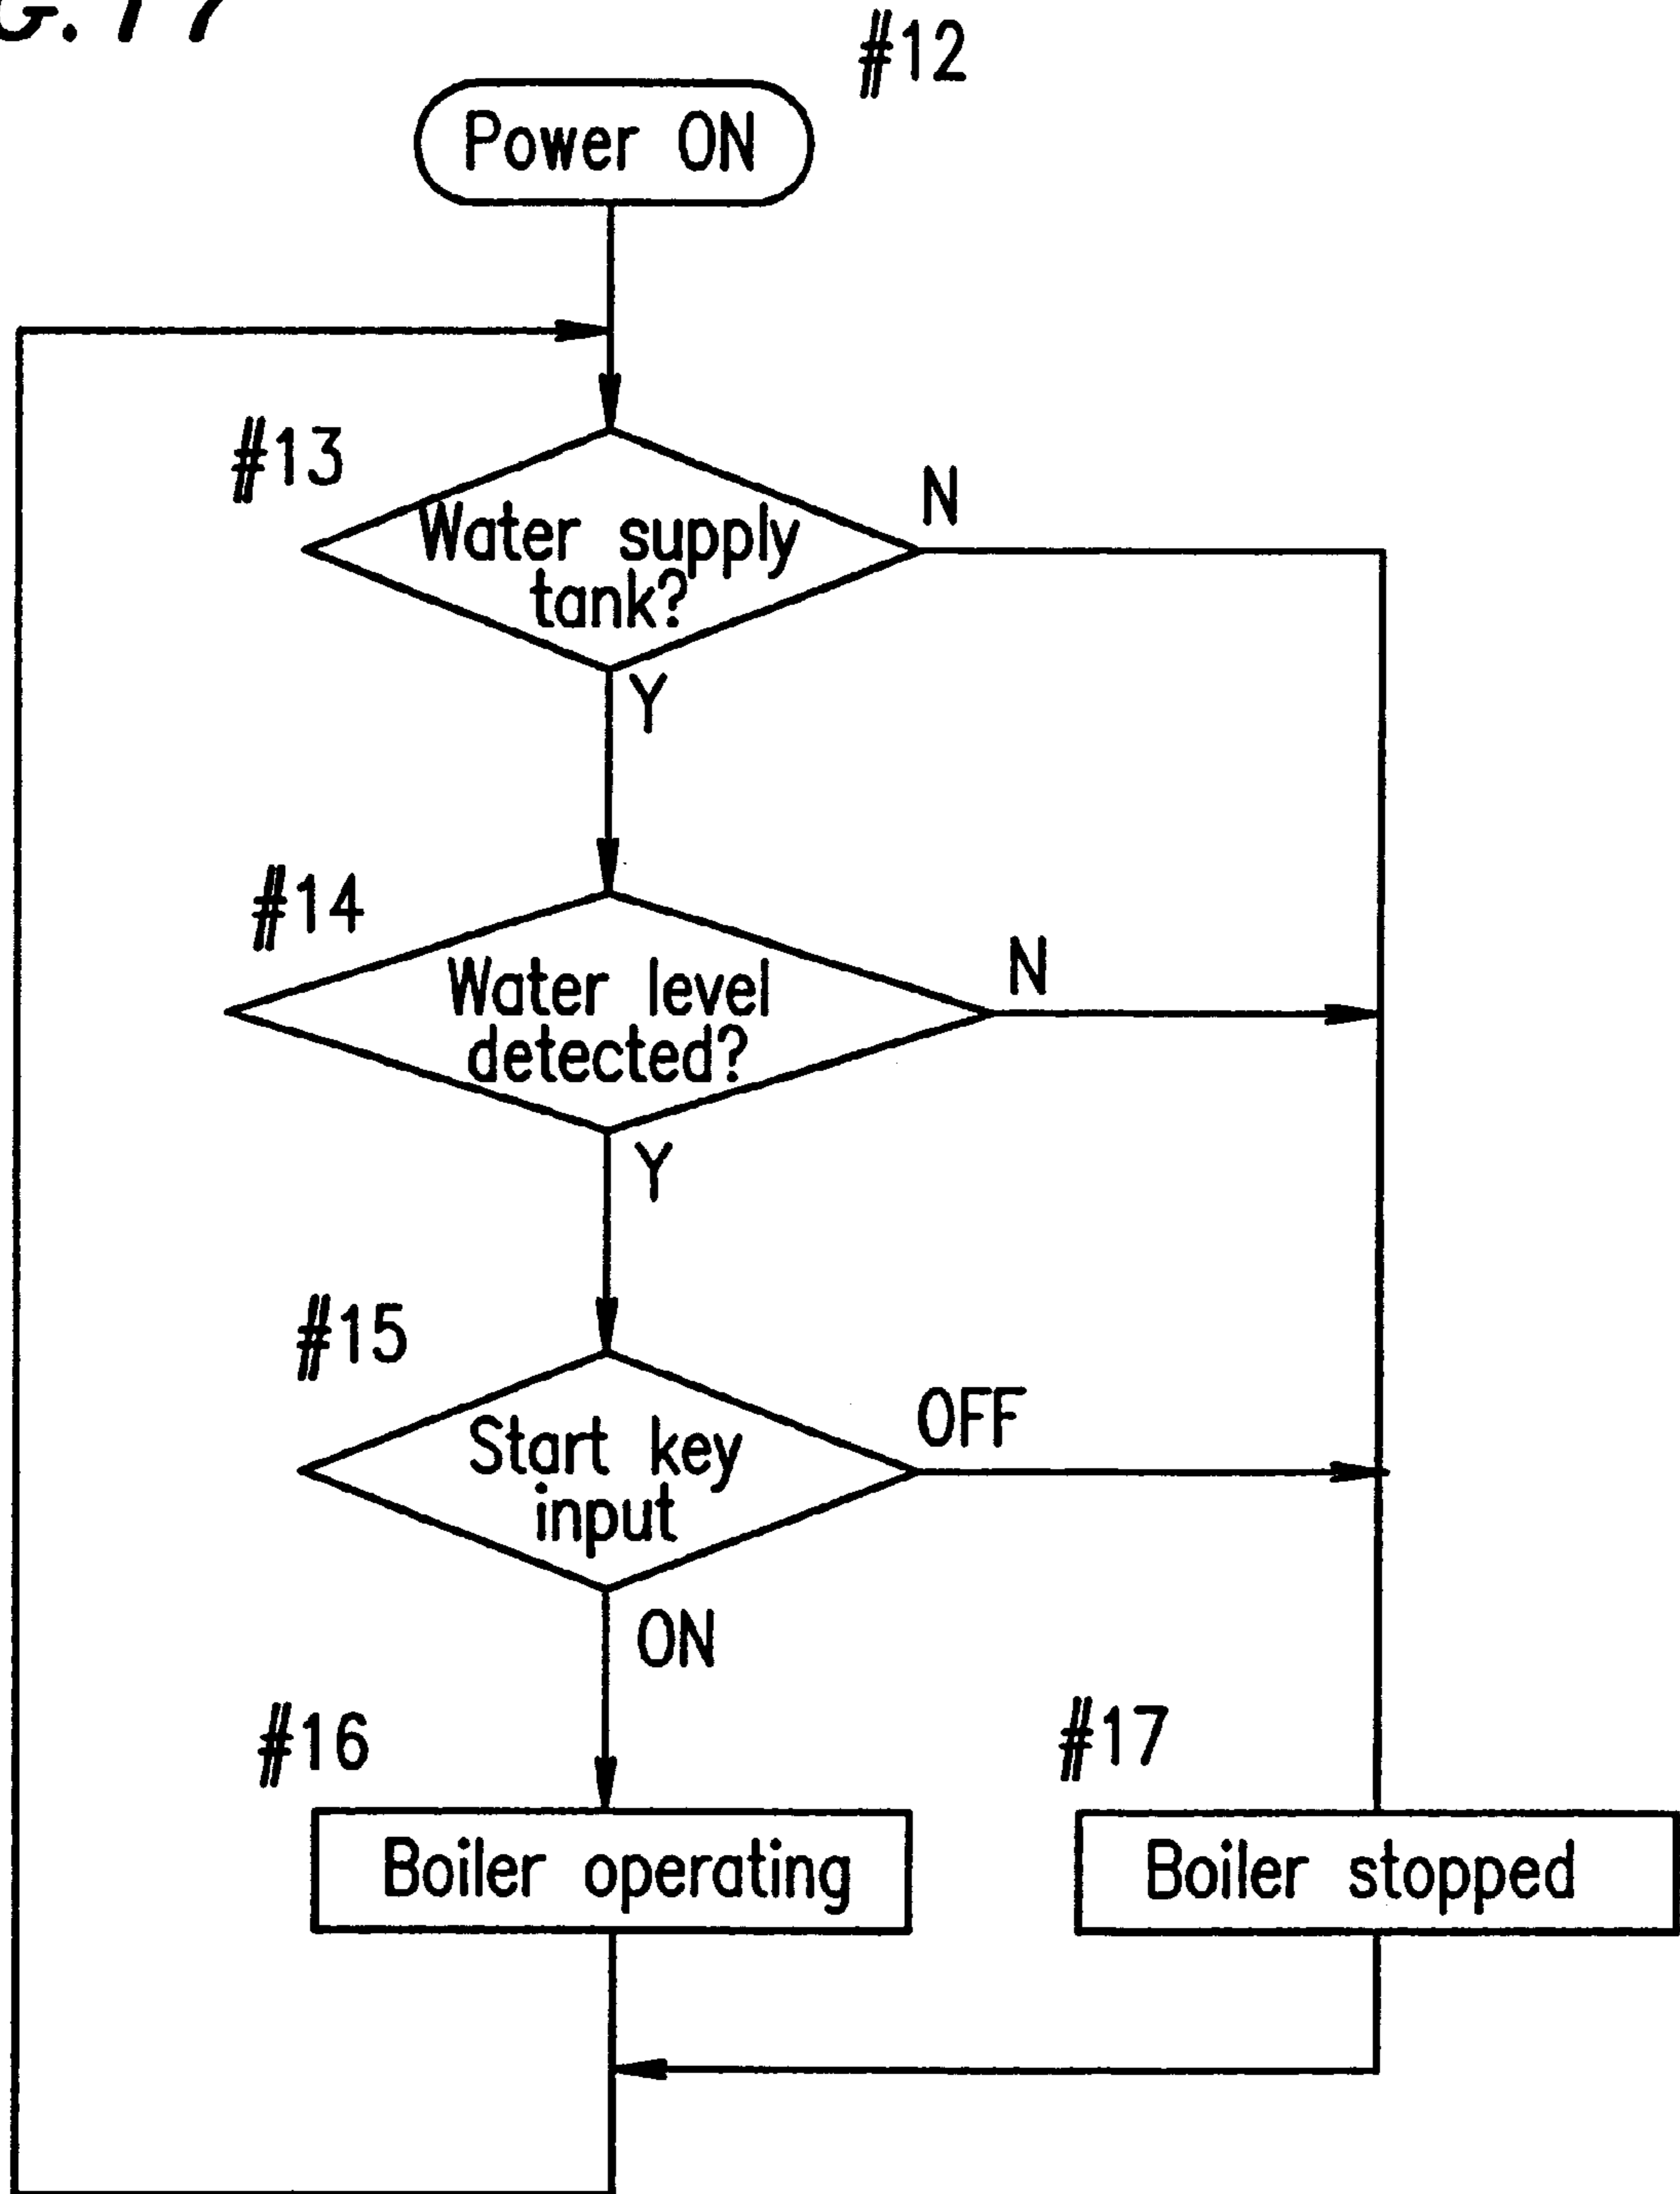 G. 17
#12
Power ON
#13
N
Water supply
tank?
Y
#14
N
Water level
detected?
Y
#15
OFF
Start key
input
ON
#16
#17
Boiler operating
Boiler stopped